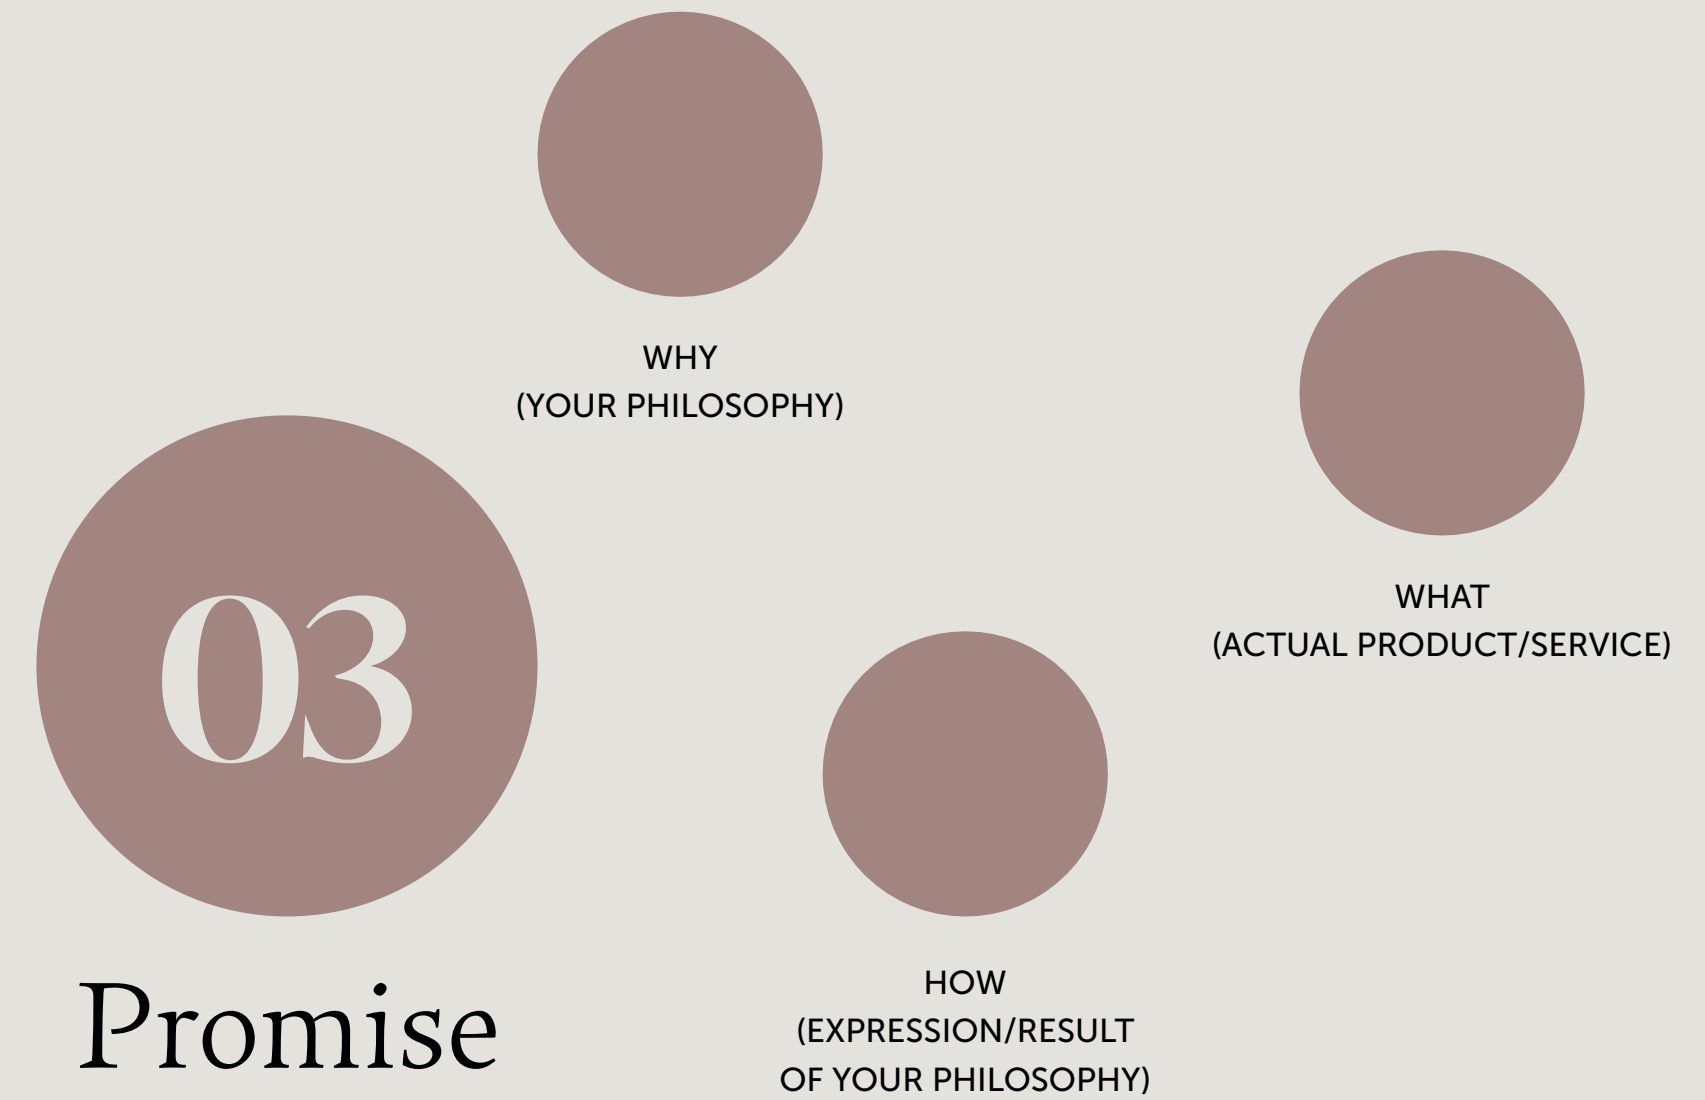 WHY
(YOUR PHILOSOPHY)
WHAT
(ACTUAL PRODUCT/SERVICE)
03
Promise
HOW
(EXPRESSION/RESULT
OF YOUR PHILOSOPHY)